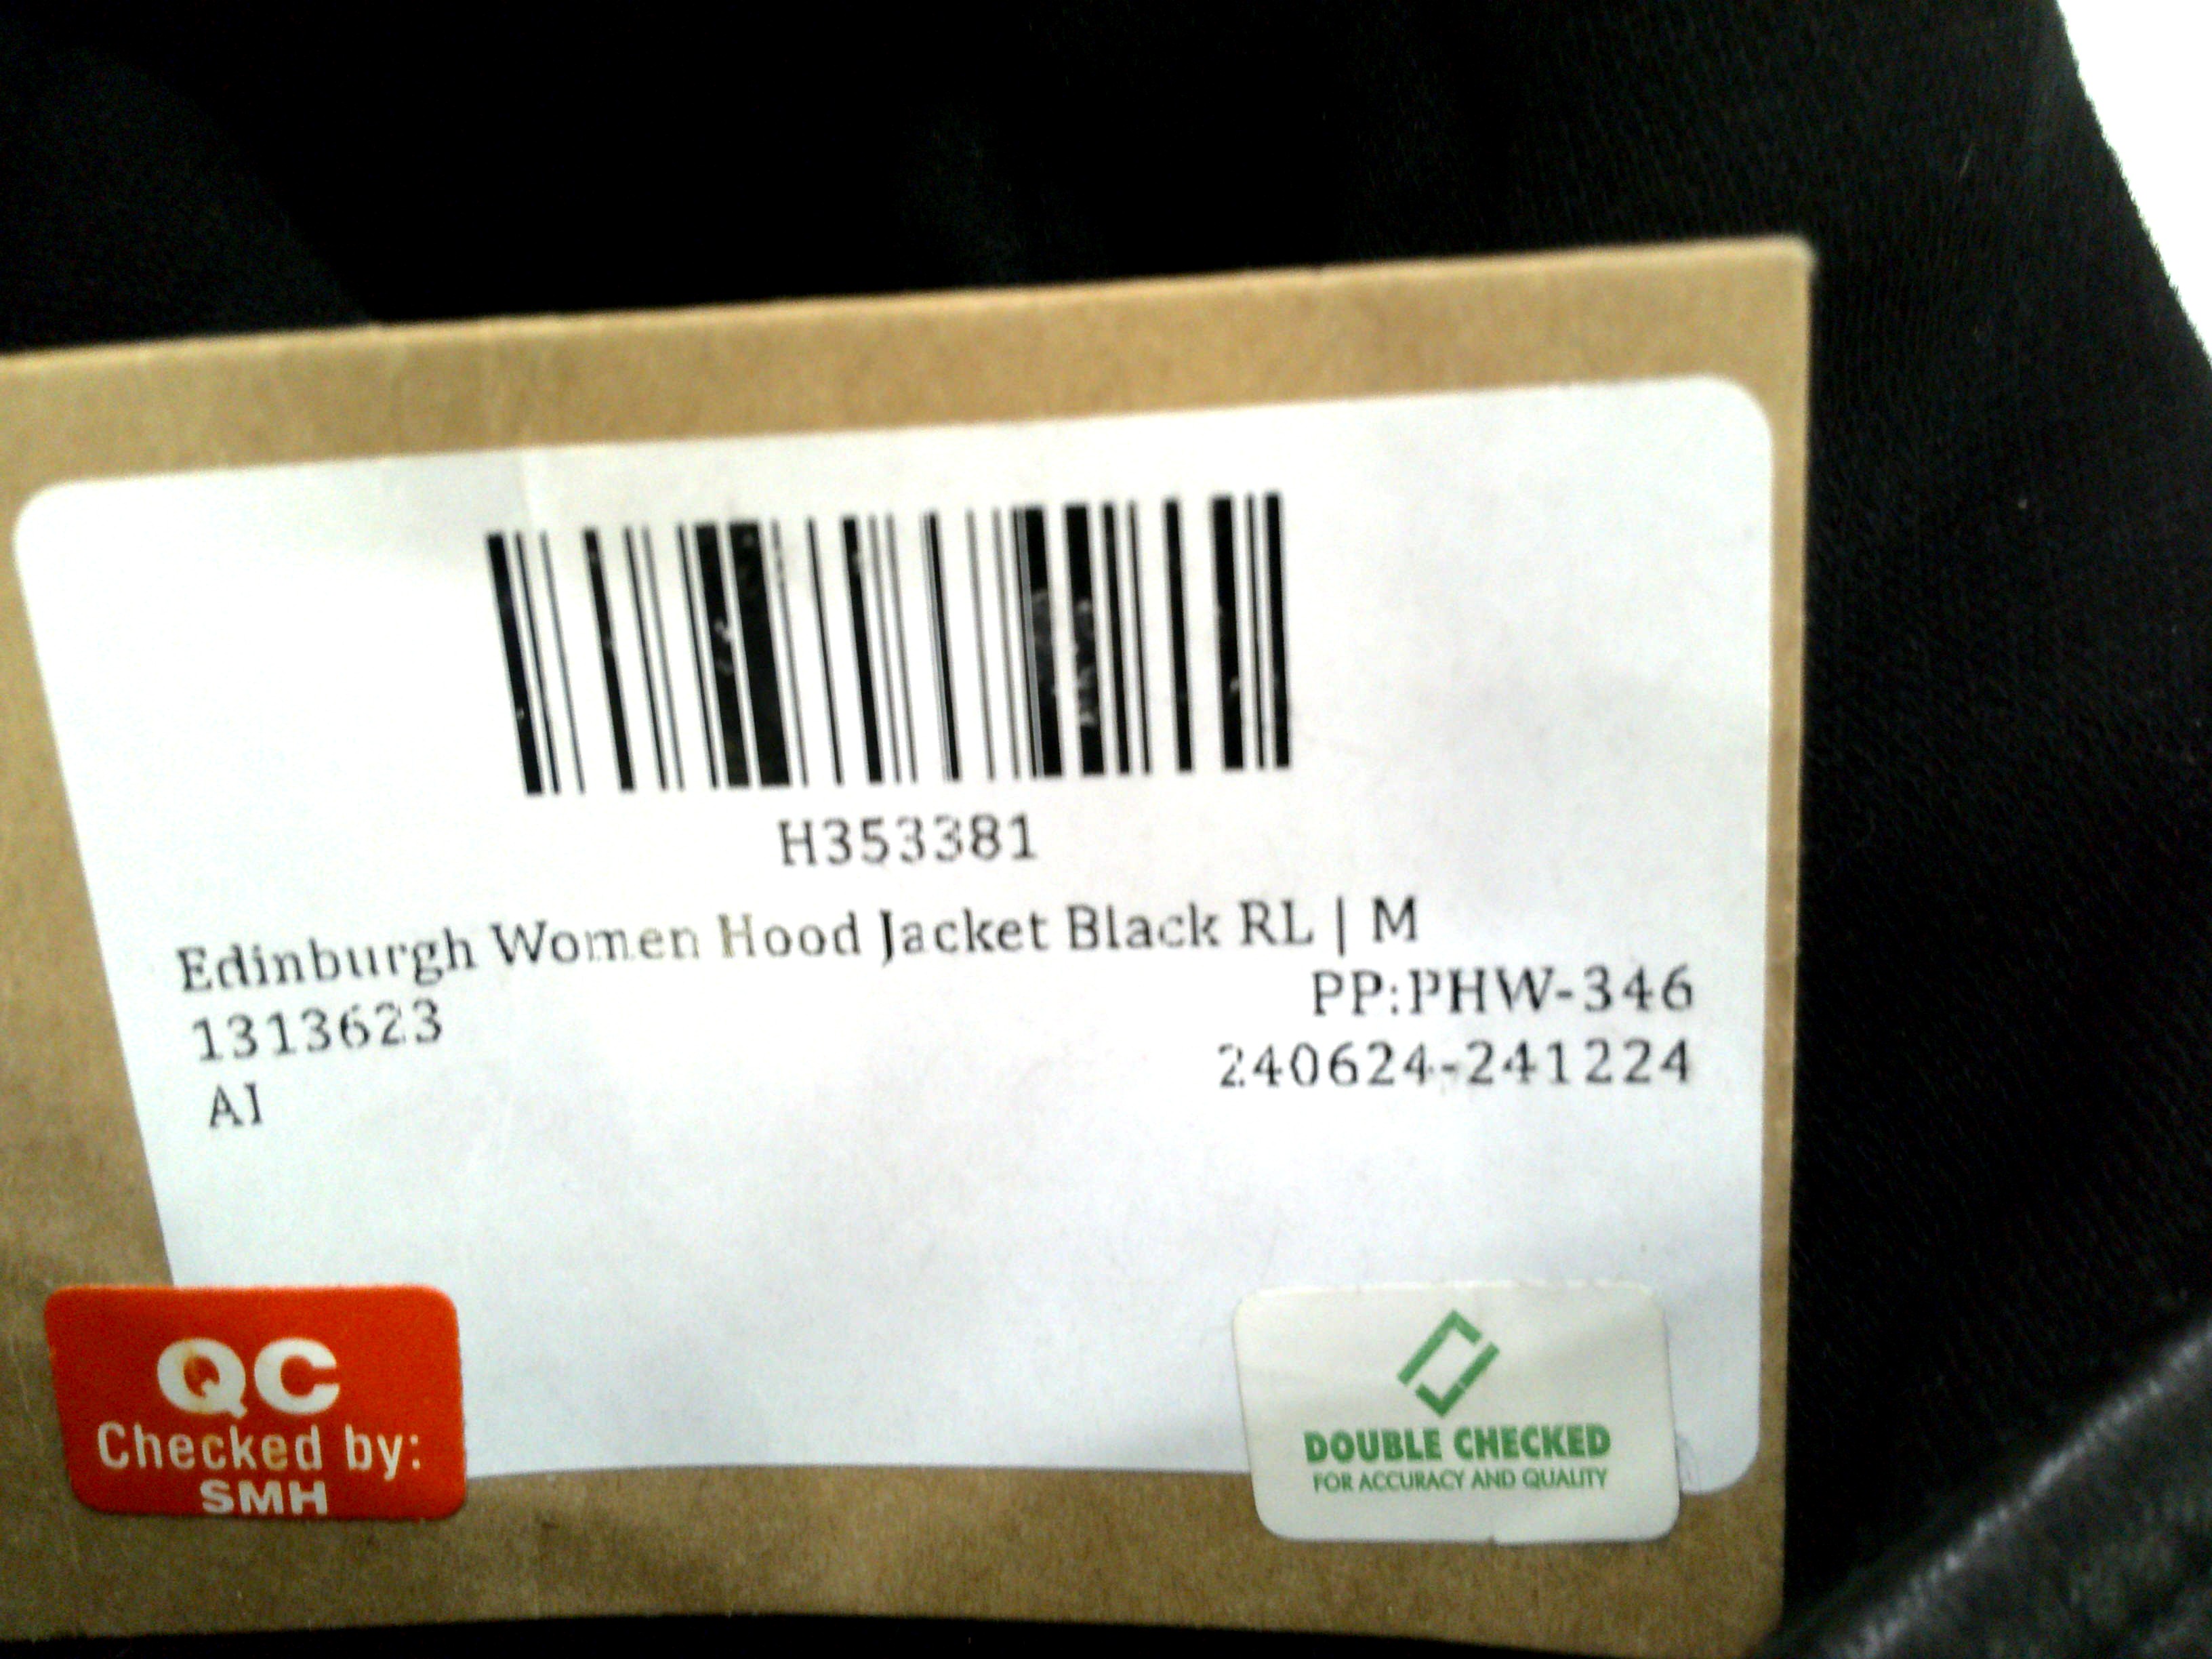 H353381
Edinburgh Women Hood Jacket Black RL | M
PP:PHW-346
1313623
240624-241224
AI
QC
Checked by:
SMH
DOUBLE CHECKED
FOR ACCURACY AND QUALITY